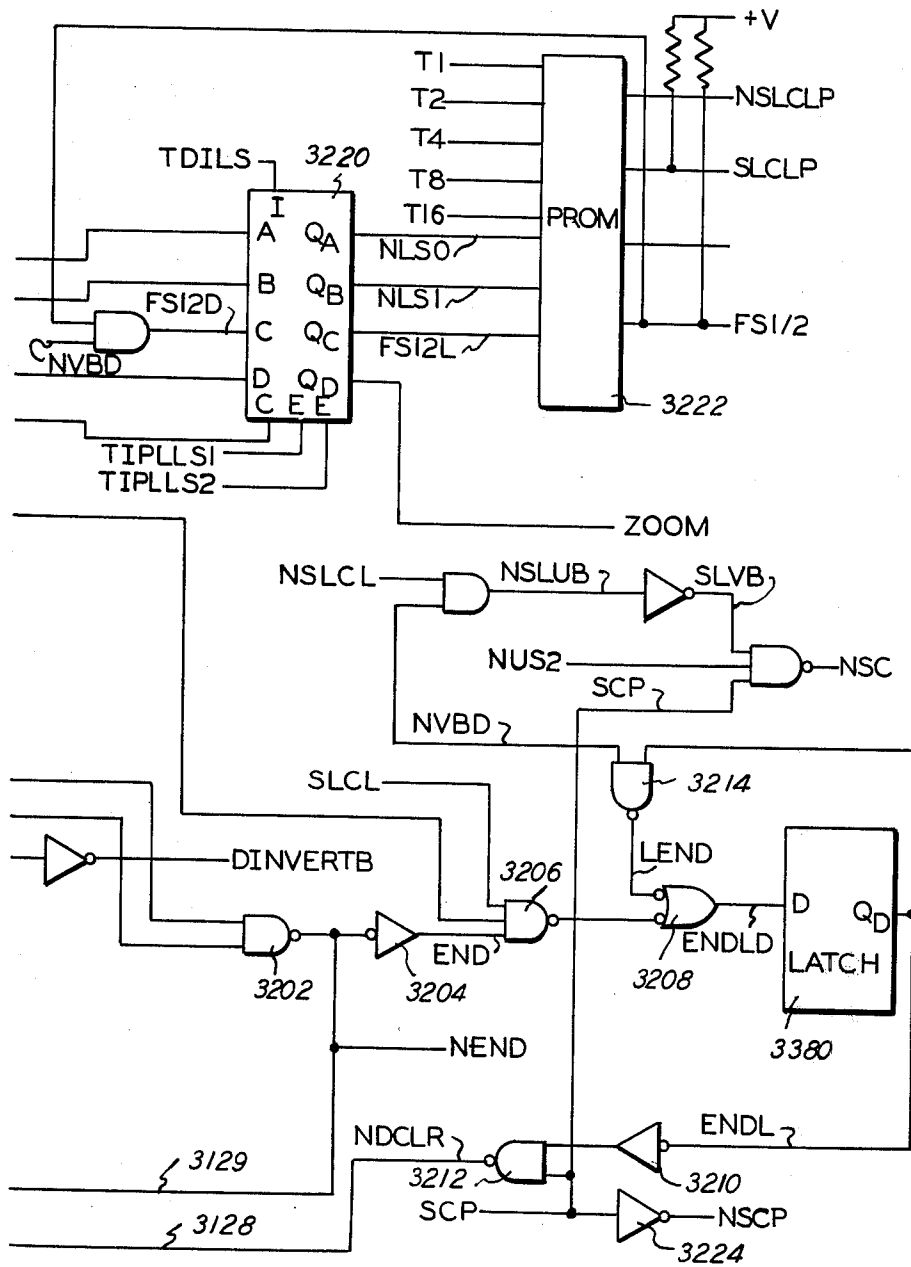 +V
T1
NSLCLP
T2
T4
TDILS
3220
T8
SLCLP
T16
PROM
I
A
QA
NLS0
B
QB
NLS1
FS12D
C
QC
FS12L
FS1/2
NVBD
D
QD
3222
C E E
TIPLLS1
TIPLLS2
ZOOM
NSLCL
NSLUB
SLVB
NUS2
NSC
SCP
NVBD
3214
SLCL
LEND
DINVERTB
3206
D
QD
END
ENDLD
LATCH
3202
3204
3208
3380
NEND
NDCLR
ENDL
3129
3212
3210
SCP
NSCP
3128
3224